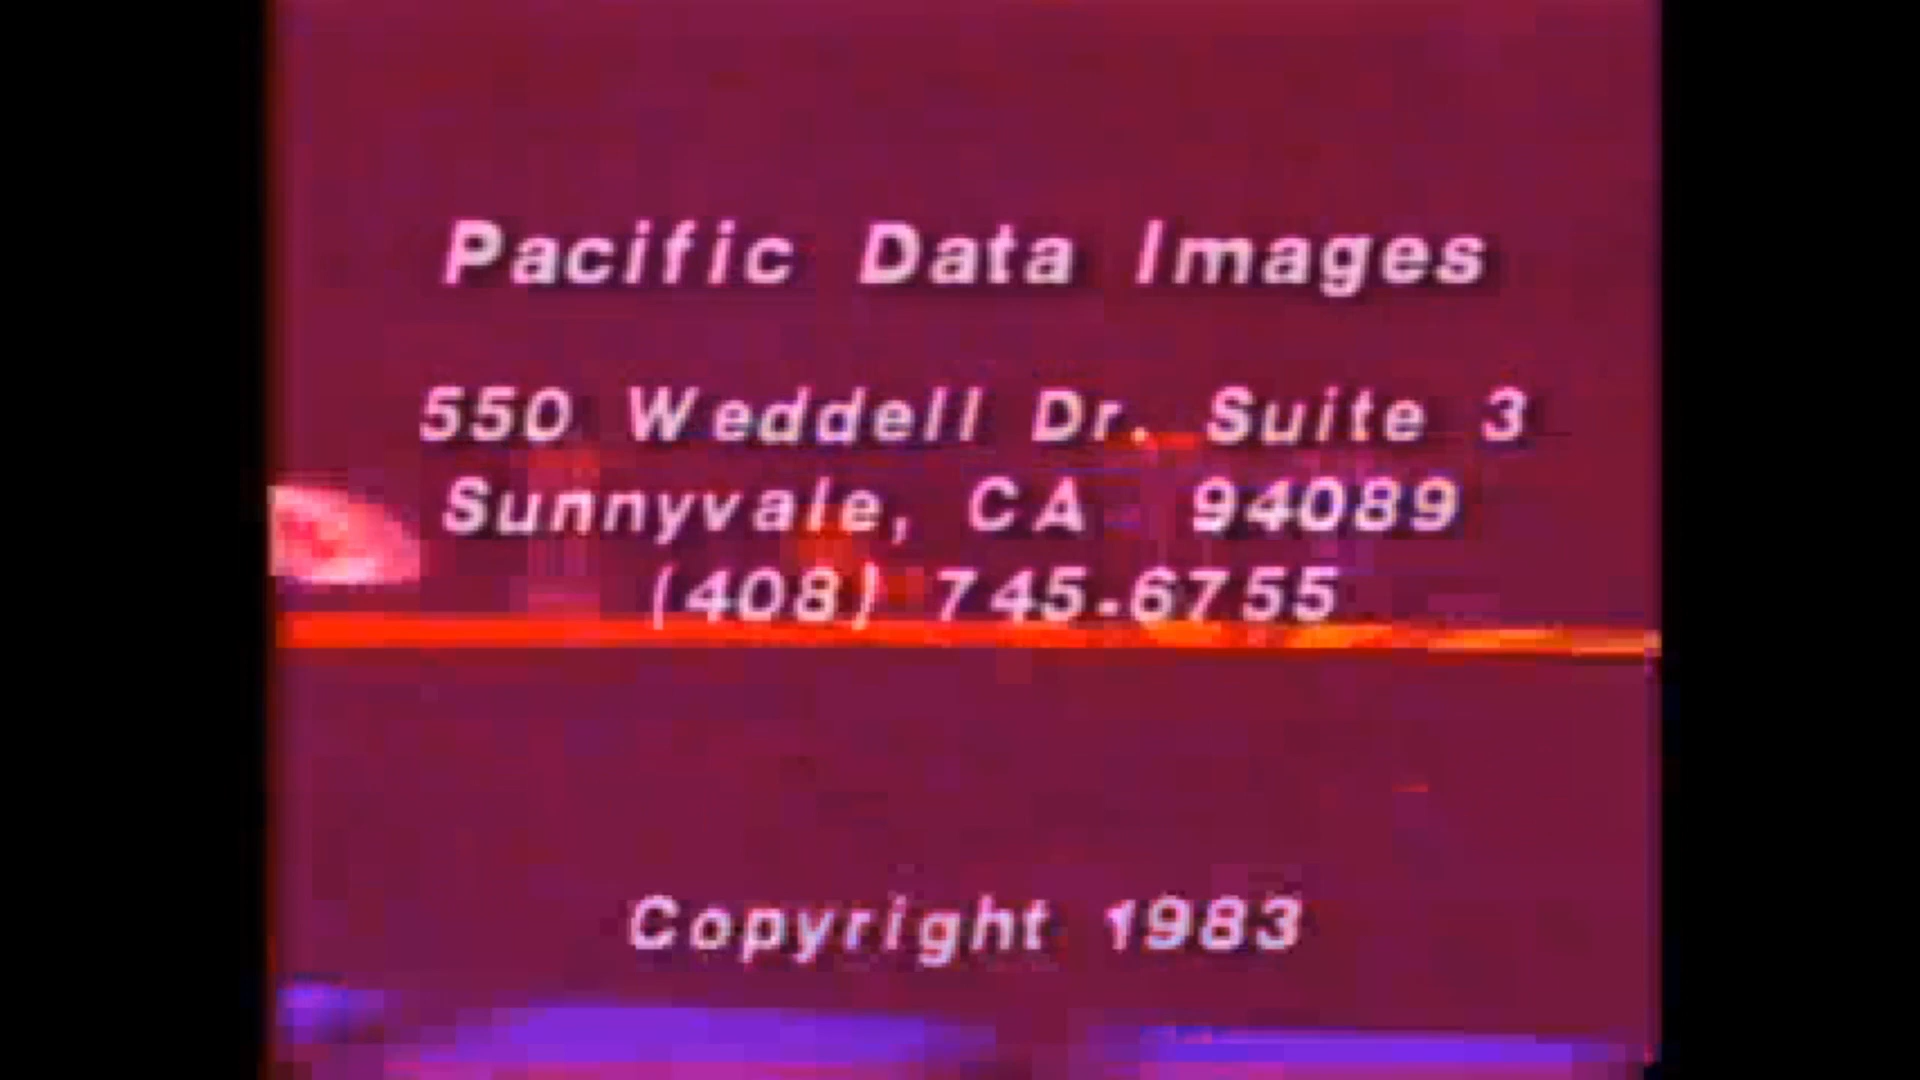 Pacific Data Images
550 Weddell Dr. Suite 3
Sunnyvale, CA 94089
(408) 745-6755
Copyright 1983